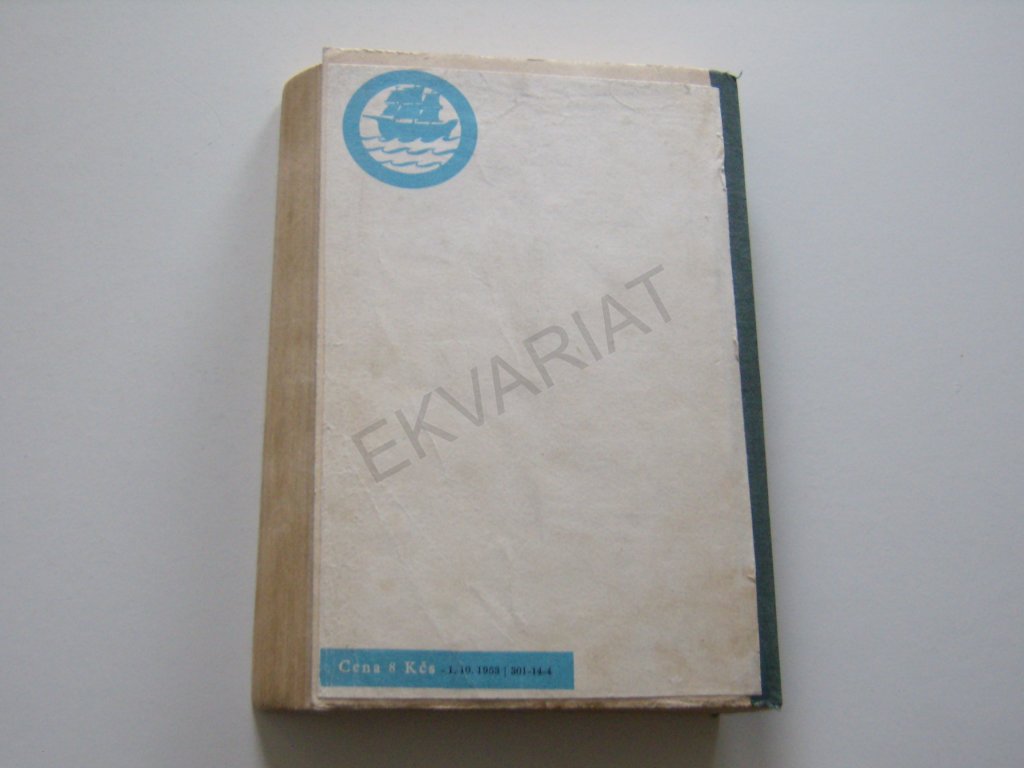 EKVARIAT
Cena 8 Kčs - 1. 10. 1953 | 301-14-4